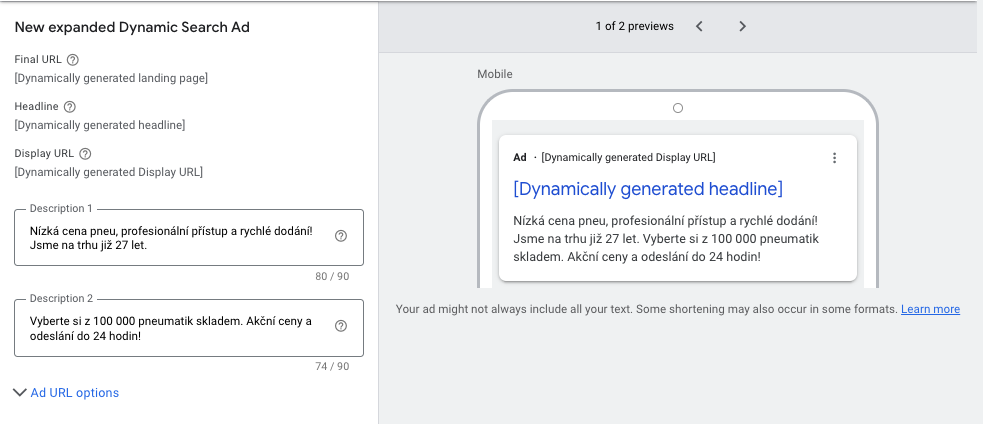 New expanded Dynamic Search Ad
Final URL
[Dynamically generated landing page]
Headline
[Dynamically generated headline]
Display URL
[Dynamically generated Display URL]
Description 1
Nízká cena pneu, profesionální přístup a rychlé dodání!
Jsme na trhu již 27 let.
80 / 90
Description 2
Vyberte si z 100 000 pneumatik skladem. Akční ceny a
odeslání do 24 hodin!
74 / 90
Ad URL options
1 of 2 previews
Mobile
Ad · [Dynamically generated Display URL]
[Dynamically generated headline]
Nízká cena pneu, profesionální přístup a rychlé dodání!
Jsme na trhu již 27 let. Vyberte si z 100 000 pneumatik
skladem. Akční ceny a odeslání do 24 hodin!
Your ad might not always include all your text. Some shortening may also occur in some formats. Learn more